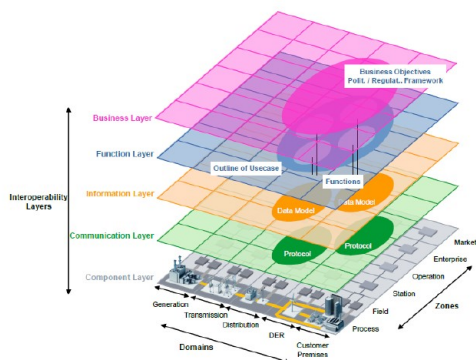 Business Objectives
Polit. / Regulat.. Framework
Business Layer
Function Layer
Outline of Usecase
Functions
Interoperability
Layers
Information Layer
Data Model
Data Model
Communication Layer
Protocol
Protocol
Component Layer
Market
Enterprise
Operation
Station
Field
Process
Zones
Generation
Transmission
Distribution
DER
Customer
Premises
Domains